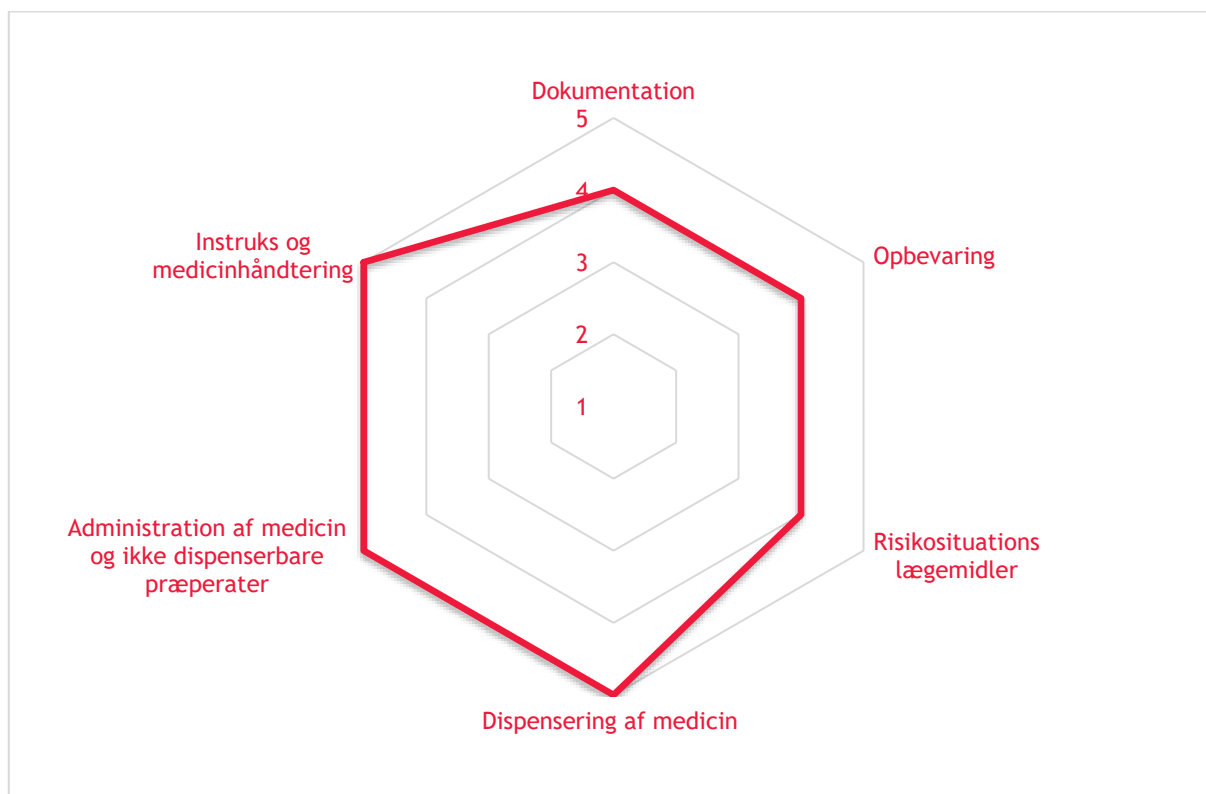 Dokumentation
5
4
3
2
1
Opbevaring
Risikosituations
lægemidler
Dispensering af medicin
Administration af medicin
og ikke dispenserbare
præperater
Instruks og
medicinhåndtering